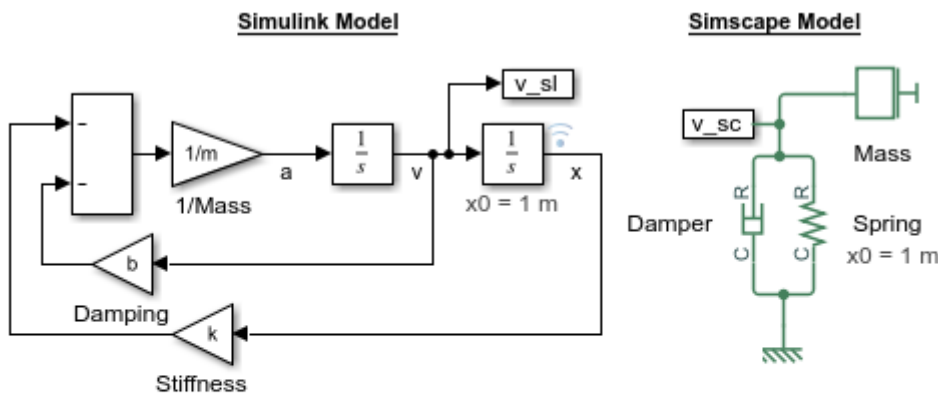 Simulink Model
v_sl
-
-
1/m
a
1
s
v
1
s
x
1/Mass
x0 = 1 m
b
Damping
k
Stiffness
Simscape Model
v_sc
Mass
R
R
Damper
Spring
C
C
x0 = 1 m